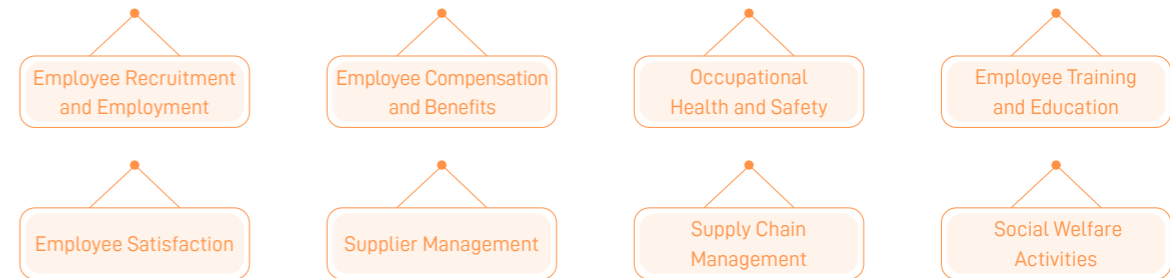 Employee Recruitment
and Employment
Employee Compensation
and Benefits
Occupational
Health and Safety
Employee Training
and Education
Employee Satisfaction
Supplier Management
Supply Chain
Management
Social Welfare
Activities